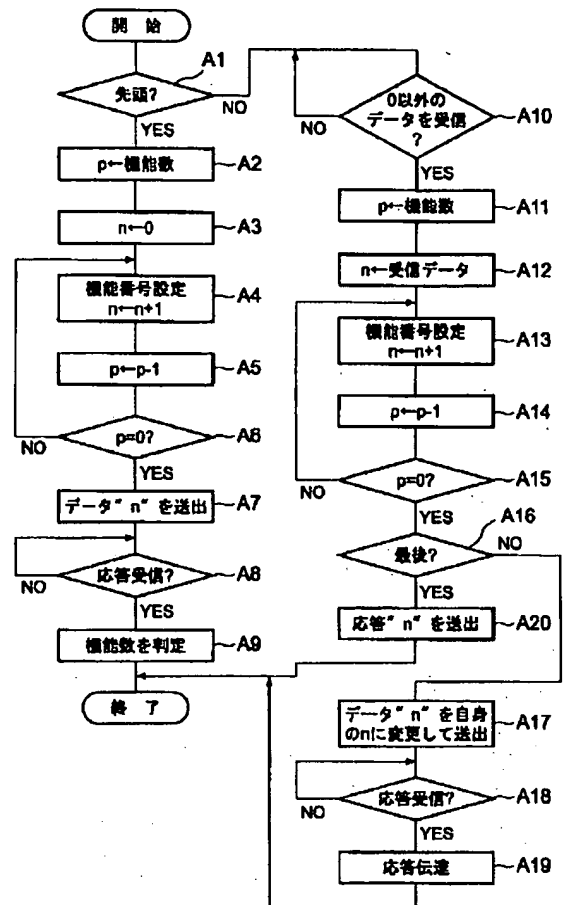 開 始
A1
先頭?
NO
YES
p←機能数
A2
n←0
A3
機能番号設定
n←n+1
A4
p←p-1
A5
p=0?
A6
NO
YES
データ"n"を送出
A7
応答受信?
A8
NO
YES
機能数を判定
A9
終 了
0以外の
データを受信
?
A10
NO
YES
p←機能数
A11
n←受信データ
A12
機能番号設定
n←n+1
A13
p←p-1
A14
p=0?
A15
NO
YES
A16
最後?
NO
YES
応答"n"を送出
A20
データ"n"を自身
のnに変更して送出
A17
応答受信?
A18
NO
YES
応答伝達
A19